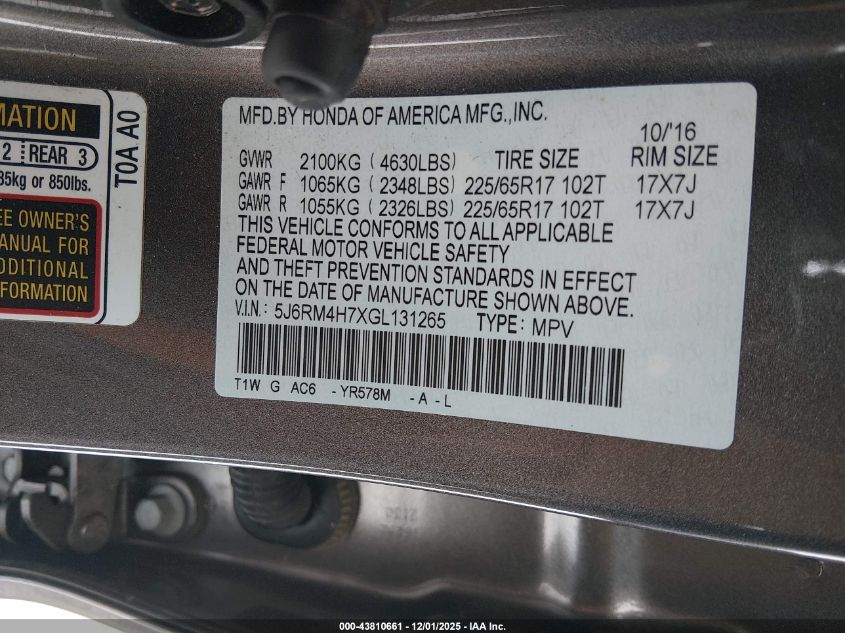 MATION
2 REAR 3
85kg or 850lbs.
EE OWNER'S
ANUAL FOR
DDITIONAL
FORMATION
T0A A0
MFD.BY HONDA OF AMERICA MFG.,INC.
10/'16
GVWR 2100KG ( 4630LBS) TIRE SIZE RIM SIZE
GAWR F 1065KG ( 2348LBS) 225/65R17 102T 17X7J
GAWR R 1055KG ( 2326LBS) 225/65R17 102T 17X7J
THIS VEHICLE CONFORMS TO ALL APPLICABLE
FEDERAL MOTOR VEHICLE SAFETY
AND THEFT PREVENTION STANDARDS IN EFFECT
ON THE DATE OF MANUFACTURE SHOWN ABOVE.
V.I.N.: 5J6RM4H7XGL131265 TYPE: MPV
T1W G AC6 -YR578M -A -L
000-43810661 - 12/01/2025 - IAA Inc.